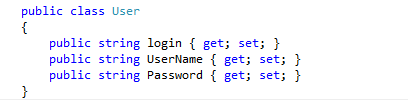 public class User
{
public string login { get; set; }
public string UserName { get; set; }
public string Password { get; set; }
}